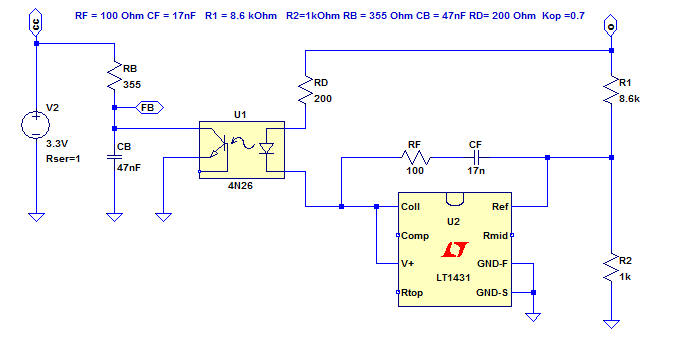 RF = 100 Ohm CF = 17nF R1 = 8.6 kOhm R2=1kOhm RB = 355 Ohm CB = 47nF RD= 200 Ohm Kop =0.7
cc
o
RB
355
FB
V2
3.3V
Rser=1
CB
47nF
U1
4N26
RD
200
R1
8.6k
RF
100
CF
17n
Coll
Ref
U2
Comp
Rmid
V+
GND-F
LT1431
Rtop
GND-S
R2
1k